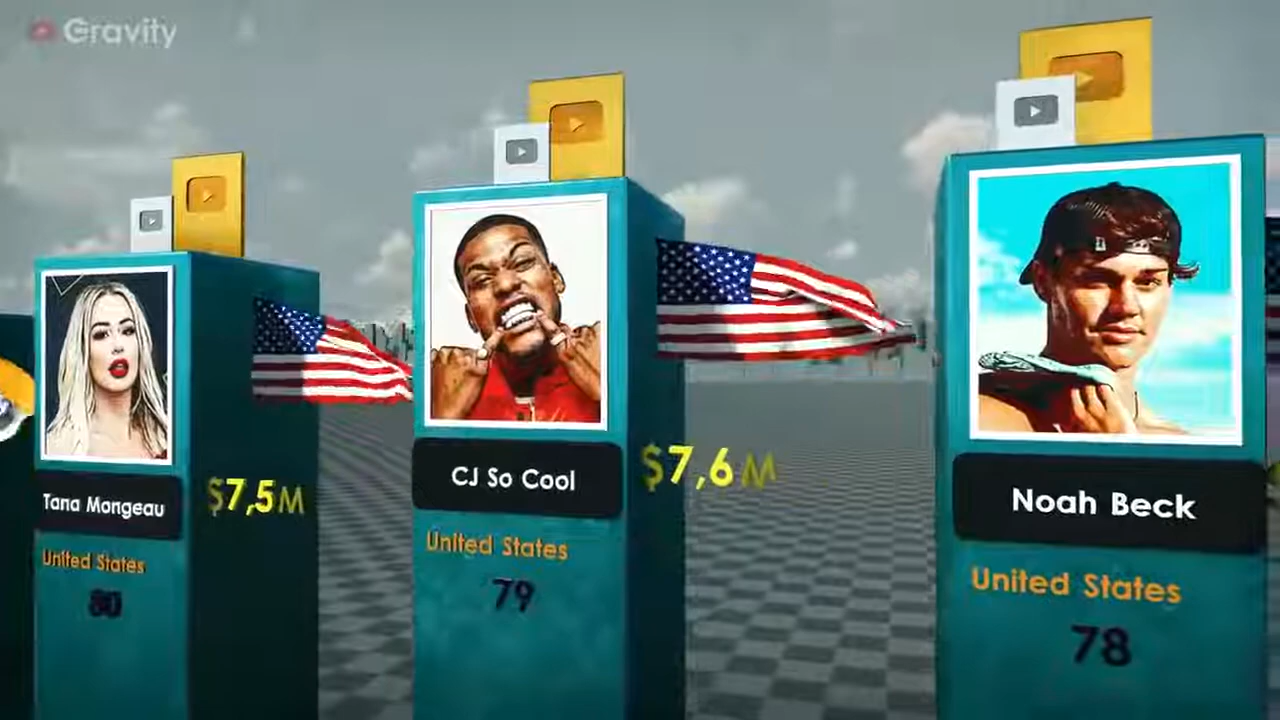 Gravity
Tana Mongeau
$7,5M
United States
80
CJ So Cool
$7,6M
United States
79
Noah Beck
United States
78